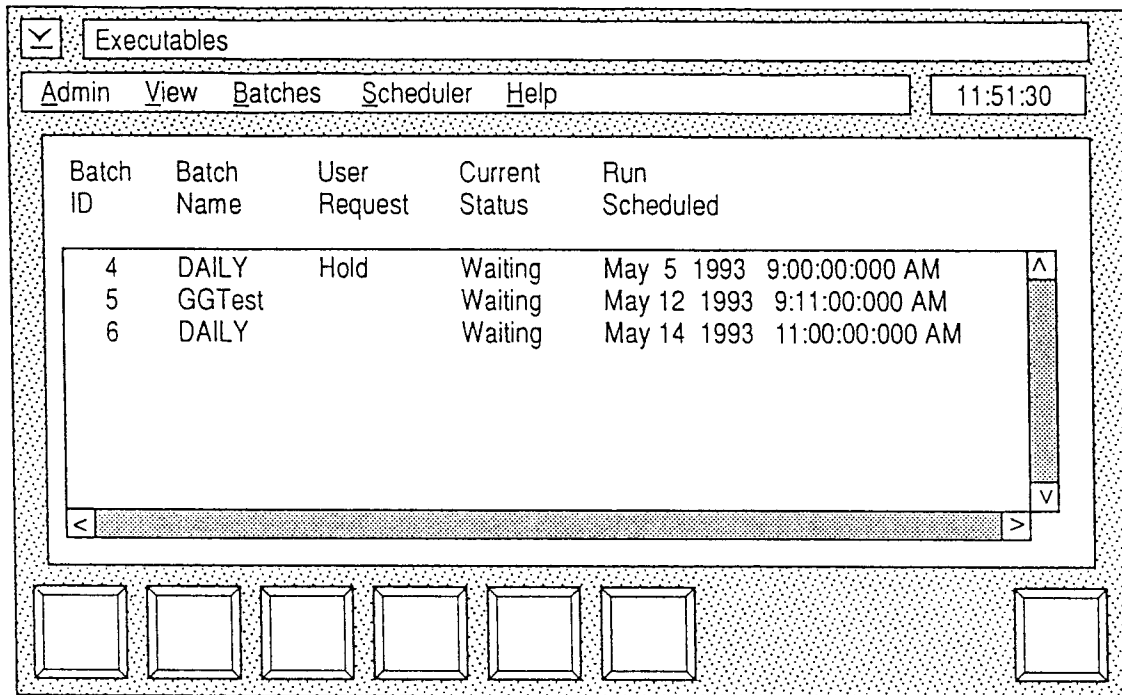 Executables
Admin View Batches Scheduler Help 11:51:30
Batch Batch User Current Run
ID Name Request Status Scheduled
4 DAILY Hold Waiting May 5 1993 9:00:00:000 AM
5 GGTest Waiting May 12 1993 9:11:00:000 AM
6 DAILY Waiting May 14 1993 11:00:00:000 AM